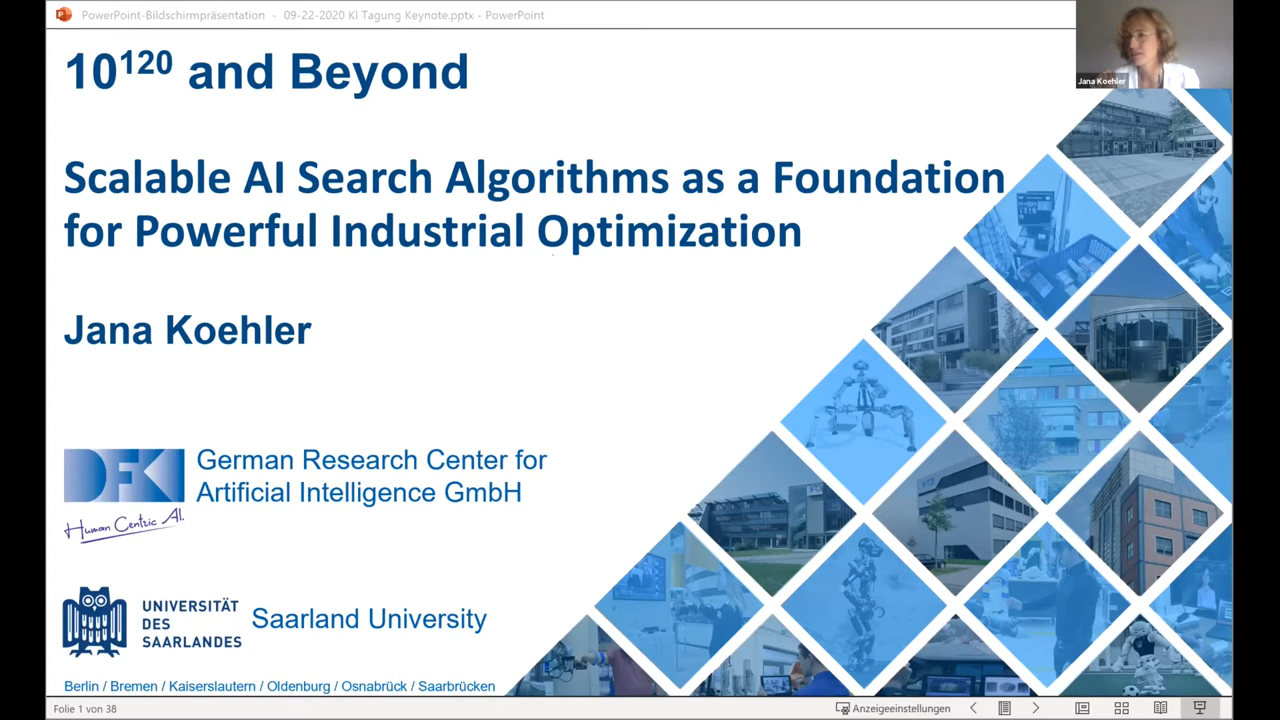 PowerPoint-Bildschirmpräsentation - 09-22-2020 KI Tagung Keynote.pptx - PowerPoint
10¹²⁰ and Beyond
Jana Koehler
Scalable AI Search Algorithms as a Foundation
for Powerful Industrial Optimization
Jana Koehler
DFKI
German Research Center for
Artificial Intelligence GmbH
Human Centric AI.
UNIVERSITÄT
DES
SAARLANDES
Saarland University
Berlin / Bremen / Kaiserslautern / Oldenburg / Osnabrück / Saarbrücken
Folie 1 von 38
Anzeigeeinstellungen